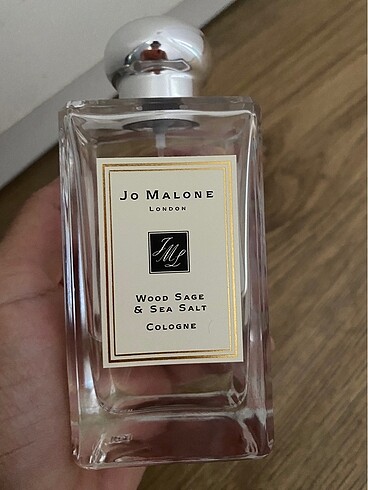 JO MALONE
LONDON
JML
WOOD SAGE
& SEA SALT
COLOGNE